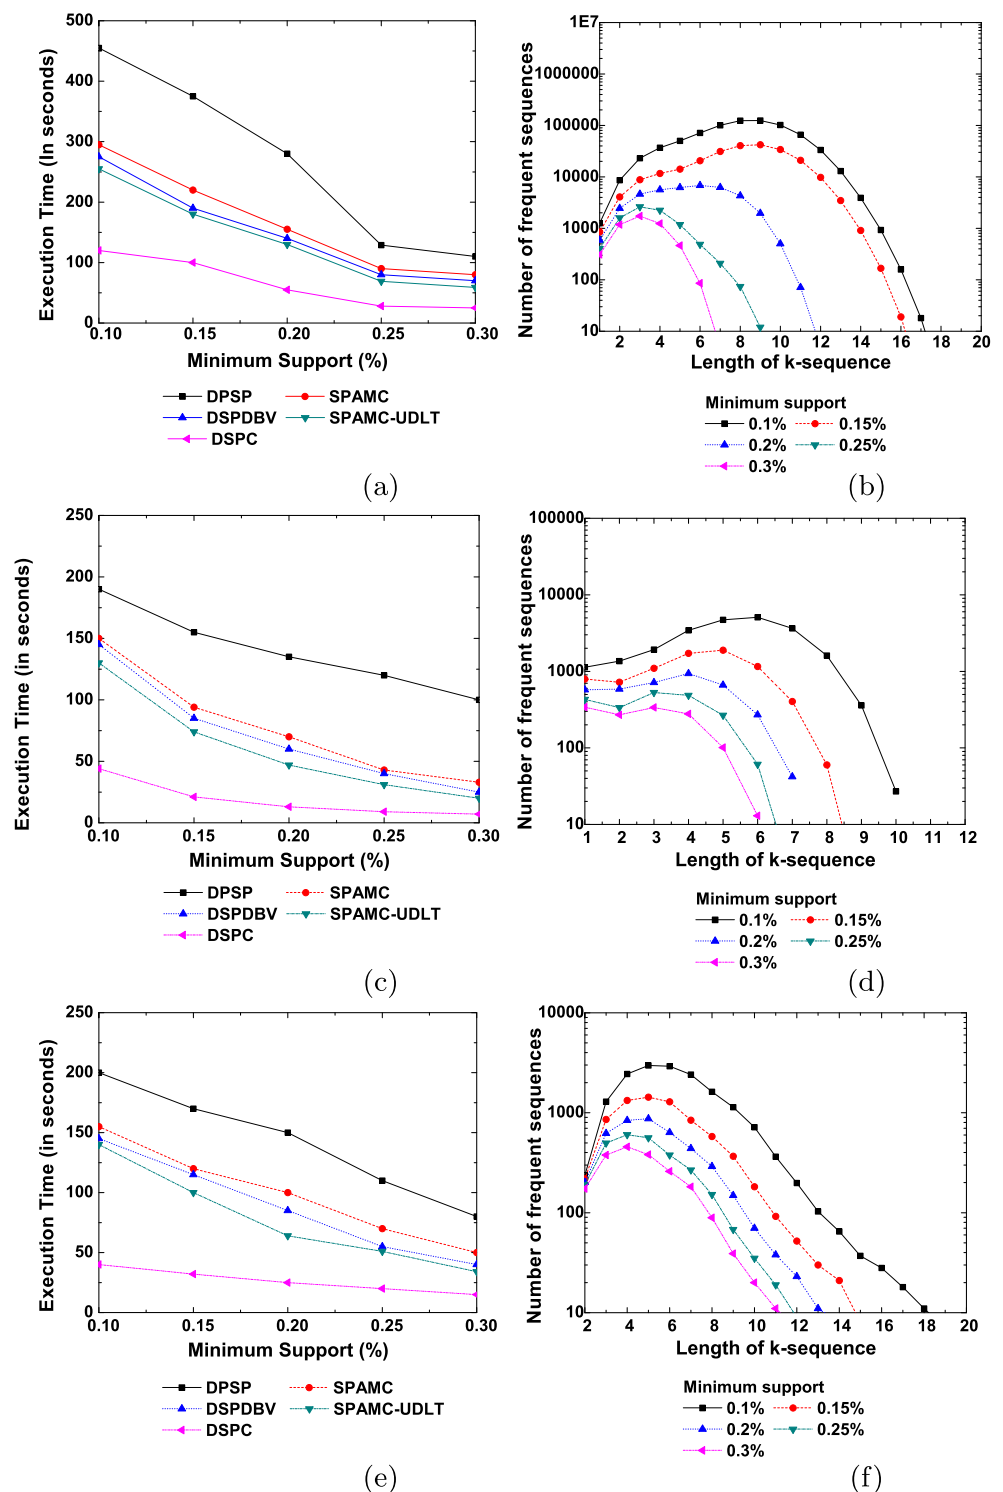 Execution Time (In seconds)
500
400
300
200
100
0
0.10 0.15 0.20 0.25 0.30
Minimum Support (%)
DPSP SPAMC
DSPDBV SPAMC-UDLT
DSPC
(a)
Number of frequent sequences
1E7
1000000
100000
10000
1000
100
10
2 4 6 8 10 12 14 16 18 20
Length of k-sequence
Minimum support
0.1% 0.15%
0.2% 0.25%
0.3%
(b)
Execution Time (in seconds)
250
200
150
100
50
0
0.10 0.15 0.20 0.25 0.30
Minimum Support (%)
DPSP SPAMC
DSPDBV SPAMC-UDLT
DSPC
(c)
Number of frequent sequences
100000
10000
1000
100
10
1 2 3 4 5 6 7 8 9 10 11 12
Length of k-sequence
Minimum support
0.1% 0.15%
0.2% 0.25%
0.3%
(d)
Execution Time (in seconds)
250
200
150
100
50
0
0.10 0.15 0.20 0.25 0.30
Minimum Support (%)
DPSP SPAMC
DSPDBV SPAMC-UDLT
DSPC
(e)
Number of frequent sequences
10000
1000
100
10
2 4 6 8 10 12 14 16 18 20
Length of k-sequence
Minimum support
0.1% 0.15%
0.2% 0.25%
0.3%
(f)